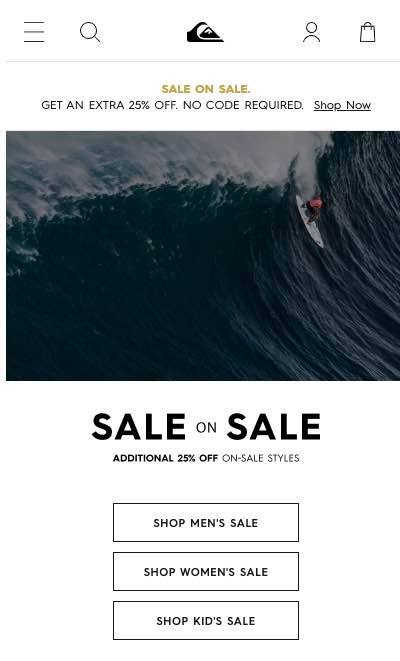 SALE ON SALE.
GET AN EXTRA 25% OFF. NO CODE REQUIRED. Shop Now
SALE ON SALE
ADDITIONAL 25% OFF ON-SALE STYLES
SHOP MEN'S SALE
SHOP WOMEN'S SALE
SHOP KID'S SALE